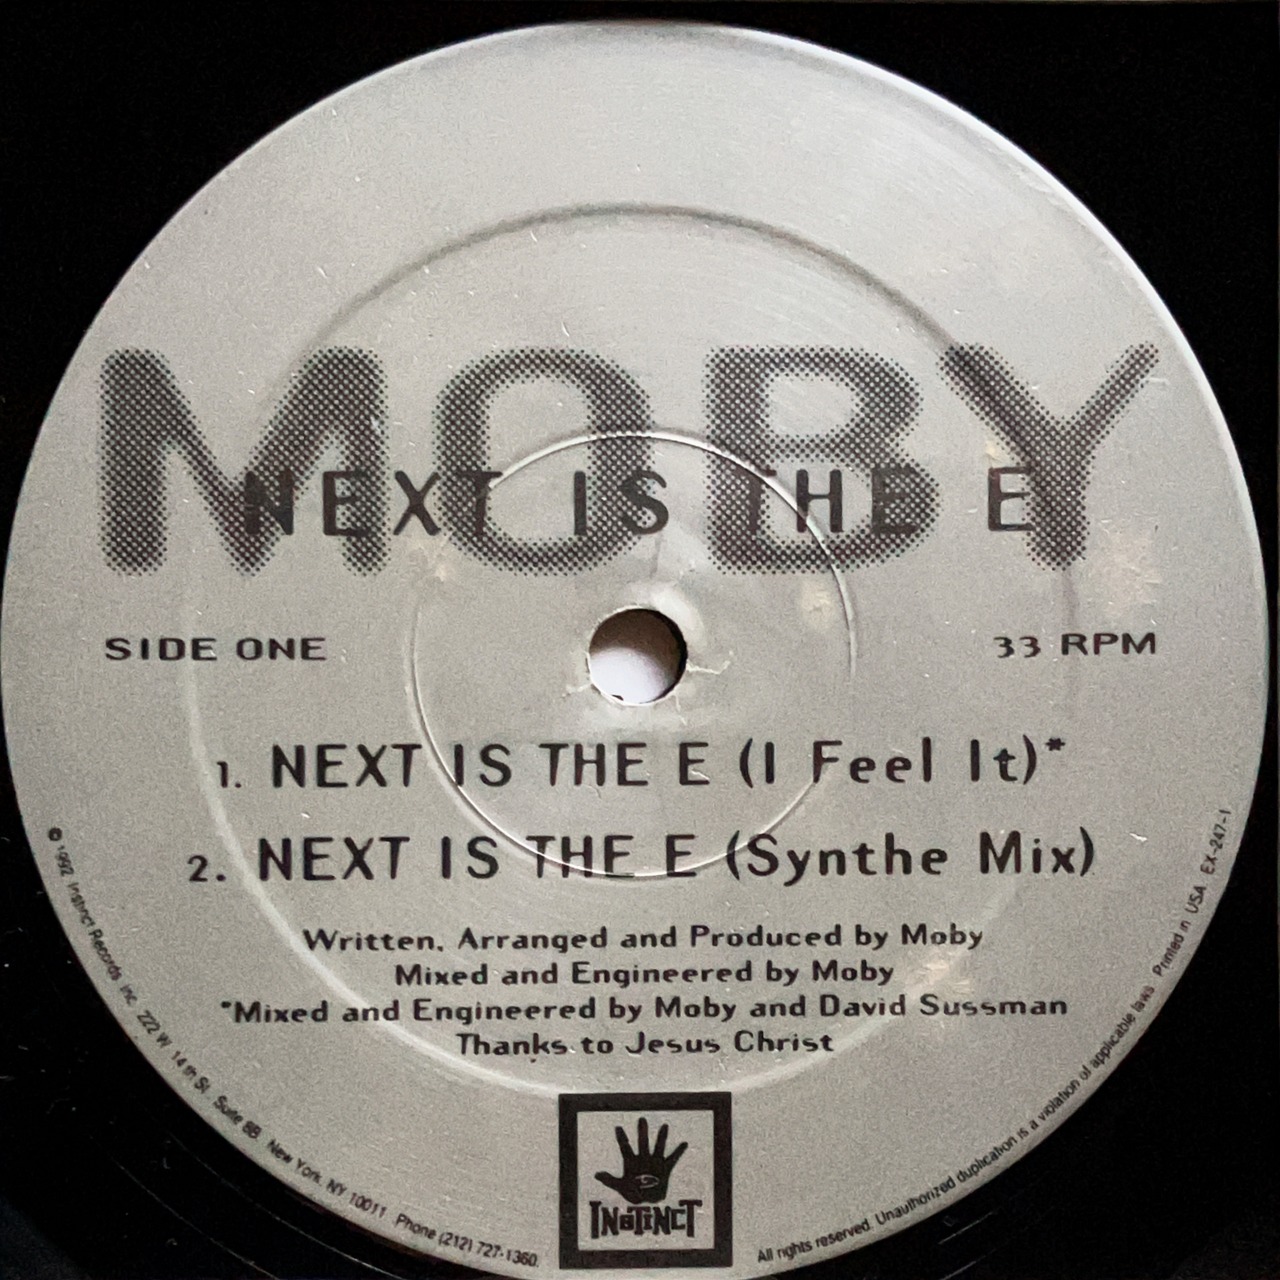 MOBY
NEXT IS THE E
SIDE ONE
33 RPM
1. NEXT IS THE E (I Feel It)*
2. NEXT IS THE E (Synthe Mix)
Written, Arranged and Produced by Moby
Mixed and Engineered by Moby
*Mixed and Engineered by Moby and David Sussman
Thanks to Jesus Christ
INSTINCT
© 1992 Instinct Records Inc. 222 W. 14th St. Suite 8B New York, NY 10011 Phone (212) 727-1360.
All rights reserved. Unauthorized duplication is a violation of applicable laws Printed in USA EX-247-1